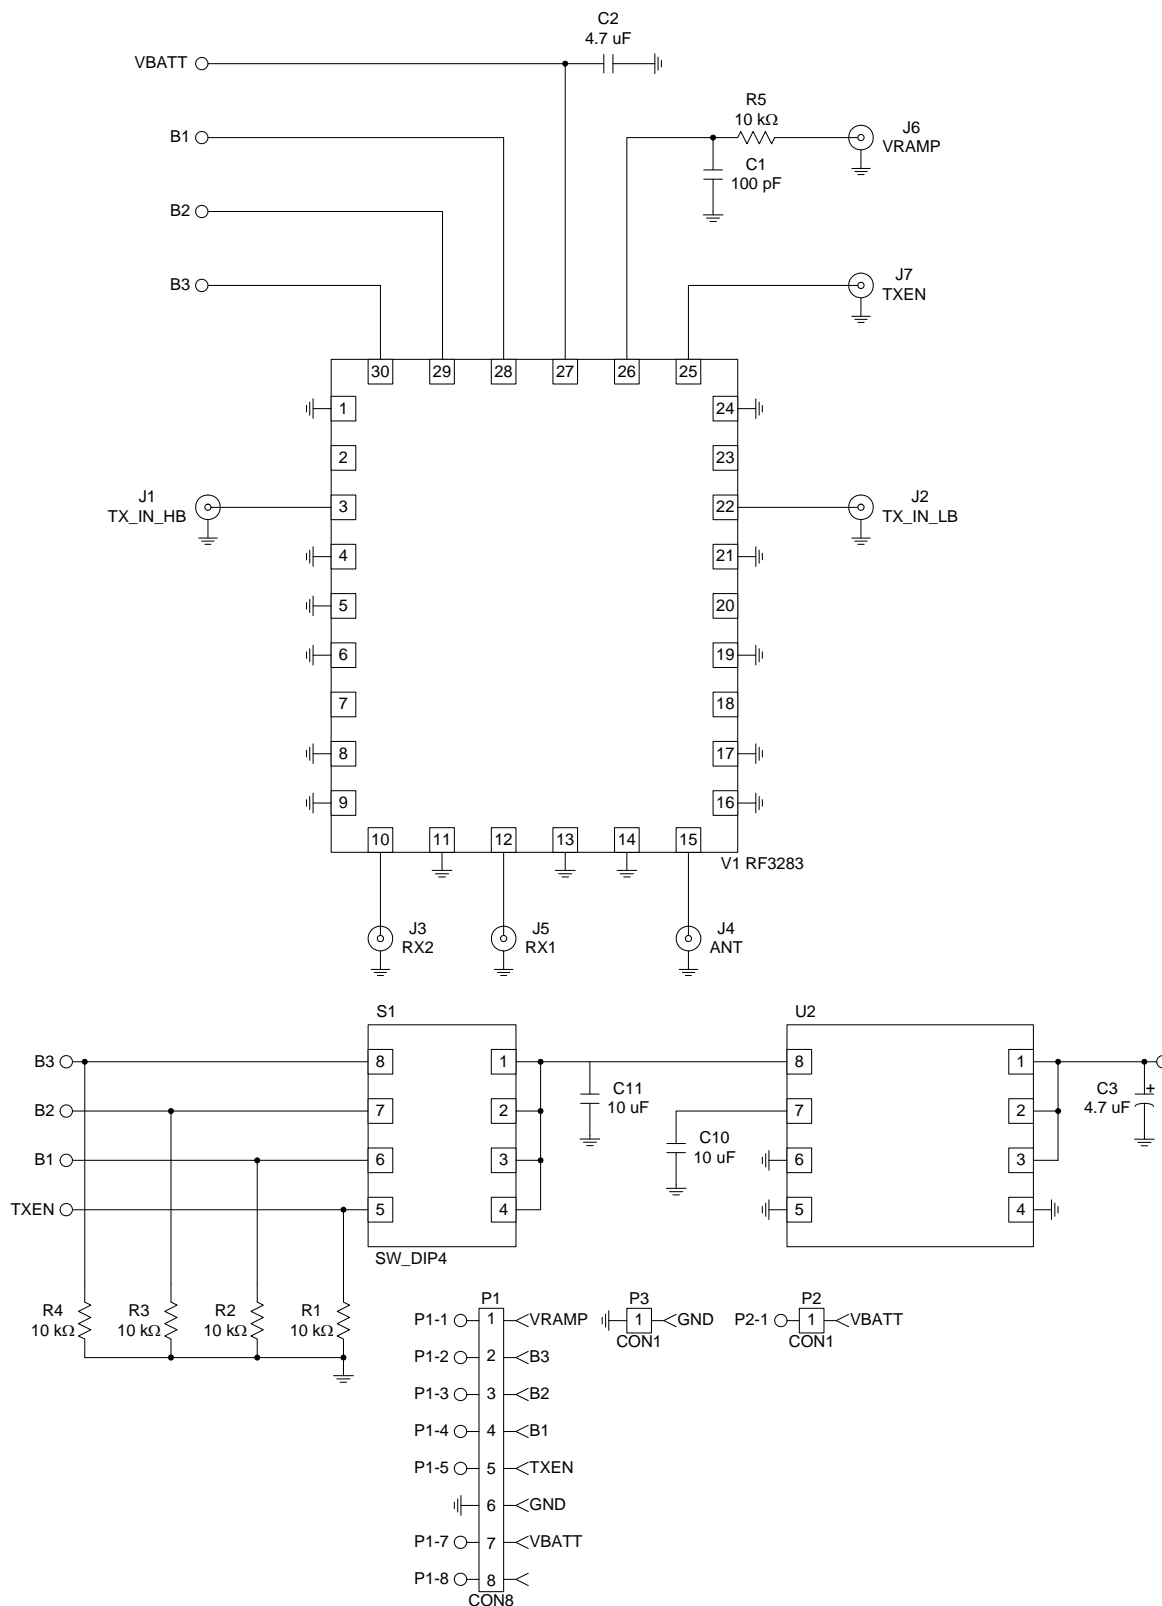 C2
4.7 uF
VBATT
R5
10 kΩ
B1
J6
VRAMP
C1
100 pF
B2
B3
J7
TXEN
30 29 28 27 26 25
1 24
2 23
J1
TX_IN_HB
3 22
J2
TX_IN_LB
4 21
5 20
6 19
7 18
8 17
9 16
10 11 12 13 14 15
V1 RF3283
J3
RX2
J5
RX1
J4
ANT
S1
U2
B3 8 1 8 1
C11
10 uF
C3 +
4.7 uF
B2 7 2 7 2
C10
10 uF
B1 6 3 6 3
TXEN 5 4 5 4
SW_DIP4
R4
10 kΩ
R3
10 kΩ
R2
10 kΩ
R1
10 kΩ
P1
P1-1 1 VRAMP
P1-2 2 B3
P1-3 3 B2
P1-4 4 B1
P1-5 5 TXEN
6 GND
P1-7 7 VBATT
P1-8 8
CON8
P3
1 GND
CON1
P2
P2-1 1 VBATT
CON1